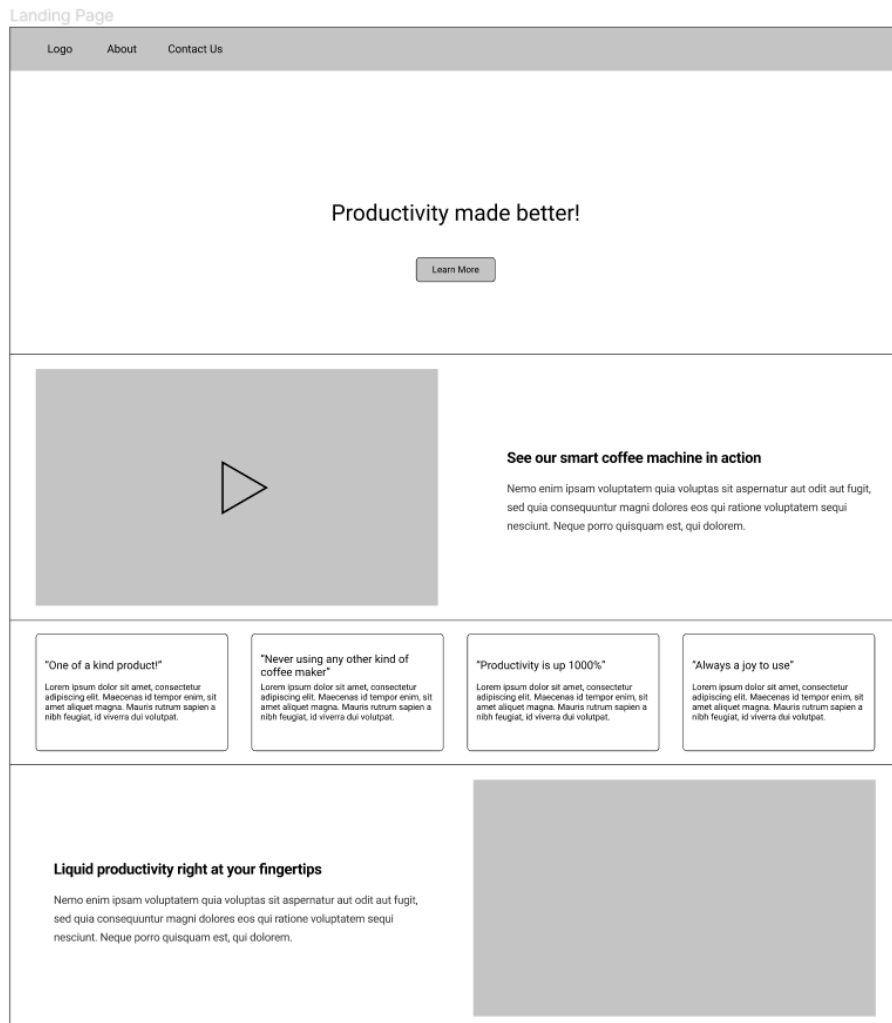 Landing Page
Logo About Contact Us
Productivity made better!
Learn More
See our smart coffee machine in action
Nemo enim ipsam voluptatem quia voluptas sit aspernatur aut odit aut fugit,
sed quia consequuntur magni dolores eos qui ratione voluptatem sequi
nesciunt. Neque porro quisquam est, qui dolorem.
“One of a kind product!”
Lorem ipsum dolor sit amet, consectetur
adipiscing elit. Maecenas id tempor enim, sit
amet aliquet magna. Mauris rutrum sapien a
nibh feugiat, id viverra dui volutpat.
“Never using any other kind of
coffee maker”
Lorem ipsum dolor sit amet, consectetur
adipiscing elit. Maecenas id tempor enim, sit
amet aliquet magna. Mauris rutrum sapien a
nibh feugiat, id viverra dui volutpat.
“Productivity is up 1000%”
Lorem ipsum dolor sit amet, consectetur
adipiscing elit. Maecenas id tempor enim, sit
amet aliquet magna. Mauris rutrum sapien a
nibh feugiat, id viverra dui volutpat.
“Always a joy to use”
Lorem ipsum dolor sit amet, consectetur
adipiscing elit. Maecenas id tempor enim, sit
amet aliquet magna. Mauris rutrum sapien a
nibh feugiat, id viverra dui volutpat.
Liquid productivity right at your fingertips
Nemo enim ipsam voluptatem quia voluptas sit aspernatur aut odit aut fugit,
sed quia consequuntur magni dolores eos qui ratione voluptatem sequi
nesciunt. Neque porro quisquam est, qui dolorem.